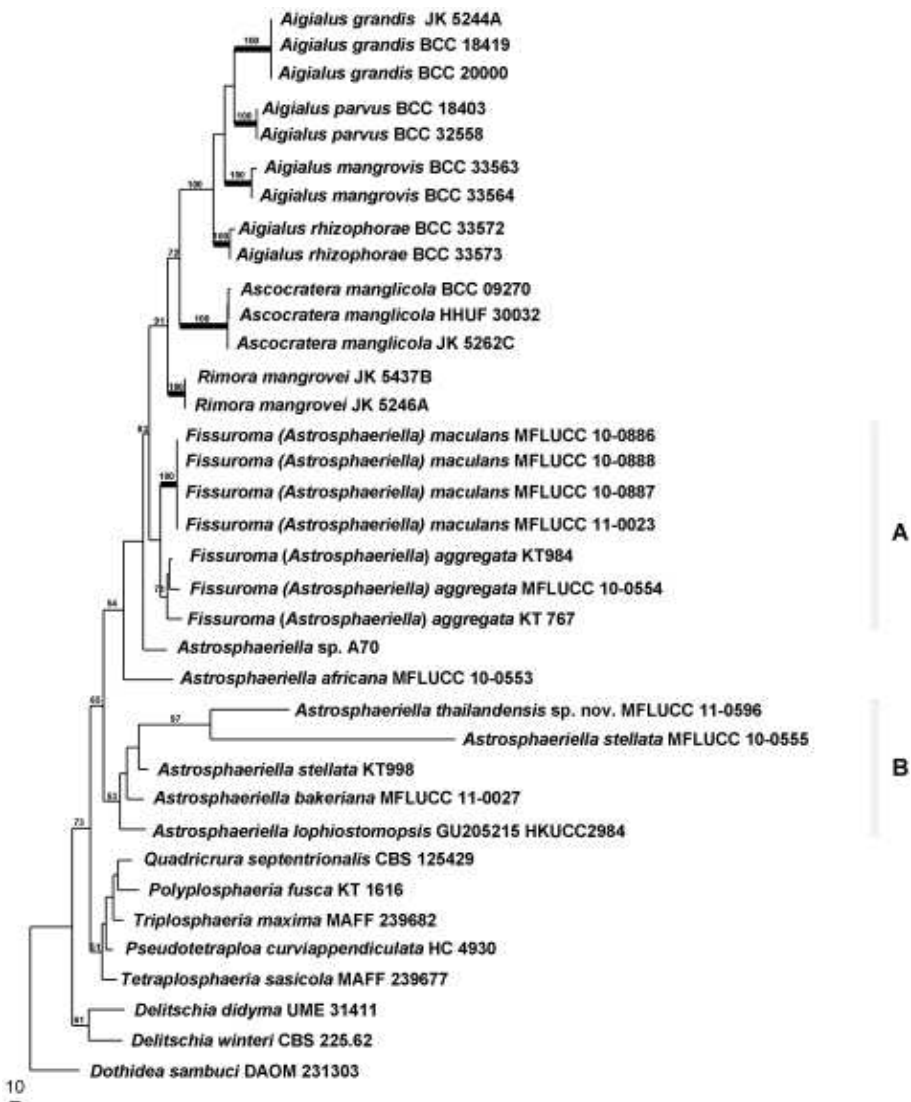 Aigialus grandis JK 5244A
100
Aigialus grandis BCC 18419
Aigialus grandis BCC 20000
Aigialus parvus BCC 18403
100
Aigialus parvus BCC 32558
Aigialus mangrovis BCC 33563
100
Aigialus mangrovis BCC 33564
100
Aigialus rhizophorae BCC 33572
100
Aigialus rhizophorae BCC 33573
Ascocratera manglicola BCC 09270
Ascocratera manglicola HHUF 30032
100
Ascocratera manglicola JK 5262C
Rimora mangrovei JK 5437B
100
Rimora mangrovei JK 5246A
Fissuroma (Astrosphaeriella) maculans MFLUCC 10-0886
Fissuroma (Astrosphaeriella) maculans MFLUCC 10-0888
100
Fissuroma (Astrosphaeriella) maculans MFLUCC 10-0887
Fissuroma (Astrosphaeriella) maculans MFLUCC 11-0023
A
Fissuroma (Astrosphaeriella) aggregata KT984
Fissuroma (Astrosphaeriella) aggregata MFLUCC 10-0554
Fissuroma (Astrosphaeriella) aggregata KT 767
Astrosphaeriella sp. A70
Astrosphaeriella africana MFLUCC 10-0553
Astrosphaeriella thailandensis sp. nov. MFLUCC 11-0596
Astrosphaeriella stellata MFLUCC 10-0555
Astrosphaeriella stellata KT998
B
Astrosphaeriella bakeriana MFLUCC 11-0027
Astrosphaeriella lophiostomopsis GU205215 HKUCC2984
73
Quadricrura septentrionalis CBS 125429
Polyplosphaeria fusca KT 1616
Triplosphaeria maxima MAFF 239682
Pseudotetraploa curviappendiculata HC 4930
Tetraplosphaeria sasicola MAFF 239677
Delitschia didyma UME 31411
Delitschia winteri CBS 225.62
Dothidea sambuci DAOM 231303
10